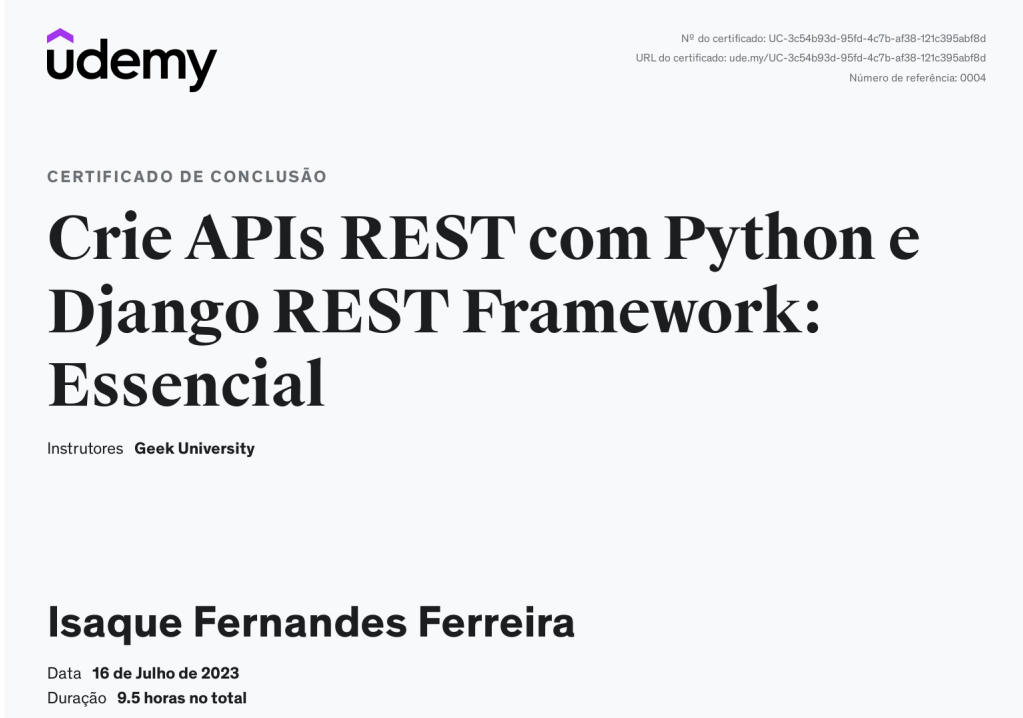 udemy
Nº do certificado: UC-3c54b93d-95fd-4c7b-af38-121c395abf8d
URL do certificado: ude.my/UC-3c54b93d-95fd-4c7b-af38-121c395abf8d
Número de referência: 0004
CERTIFICADO DE CONCLUSÃO
Crie APIs REST com Python e
Django REST Framework:
Essencial
Instrutores Geek University
Isaque Fernandes Ferreira
Data 16 de Julho de 2023
Duração 9.5 horas no total